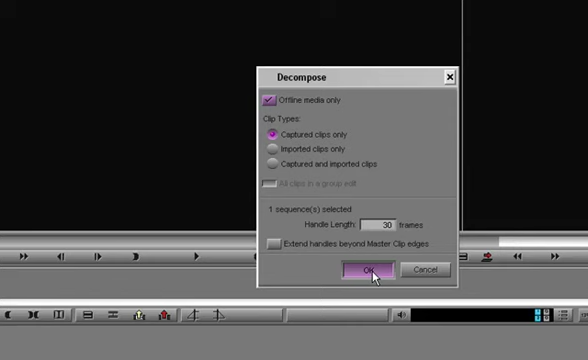 Decompose
Offline media only
Clip Types:
Captured clips only
Imported clips only
Captured and imported clips
All clips in a group edit
1 sequence(s) selected
Handle Length: 30 frames
Extend handles beyond Master Clip edges
OK Cancel